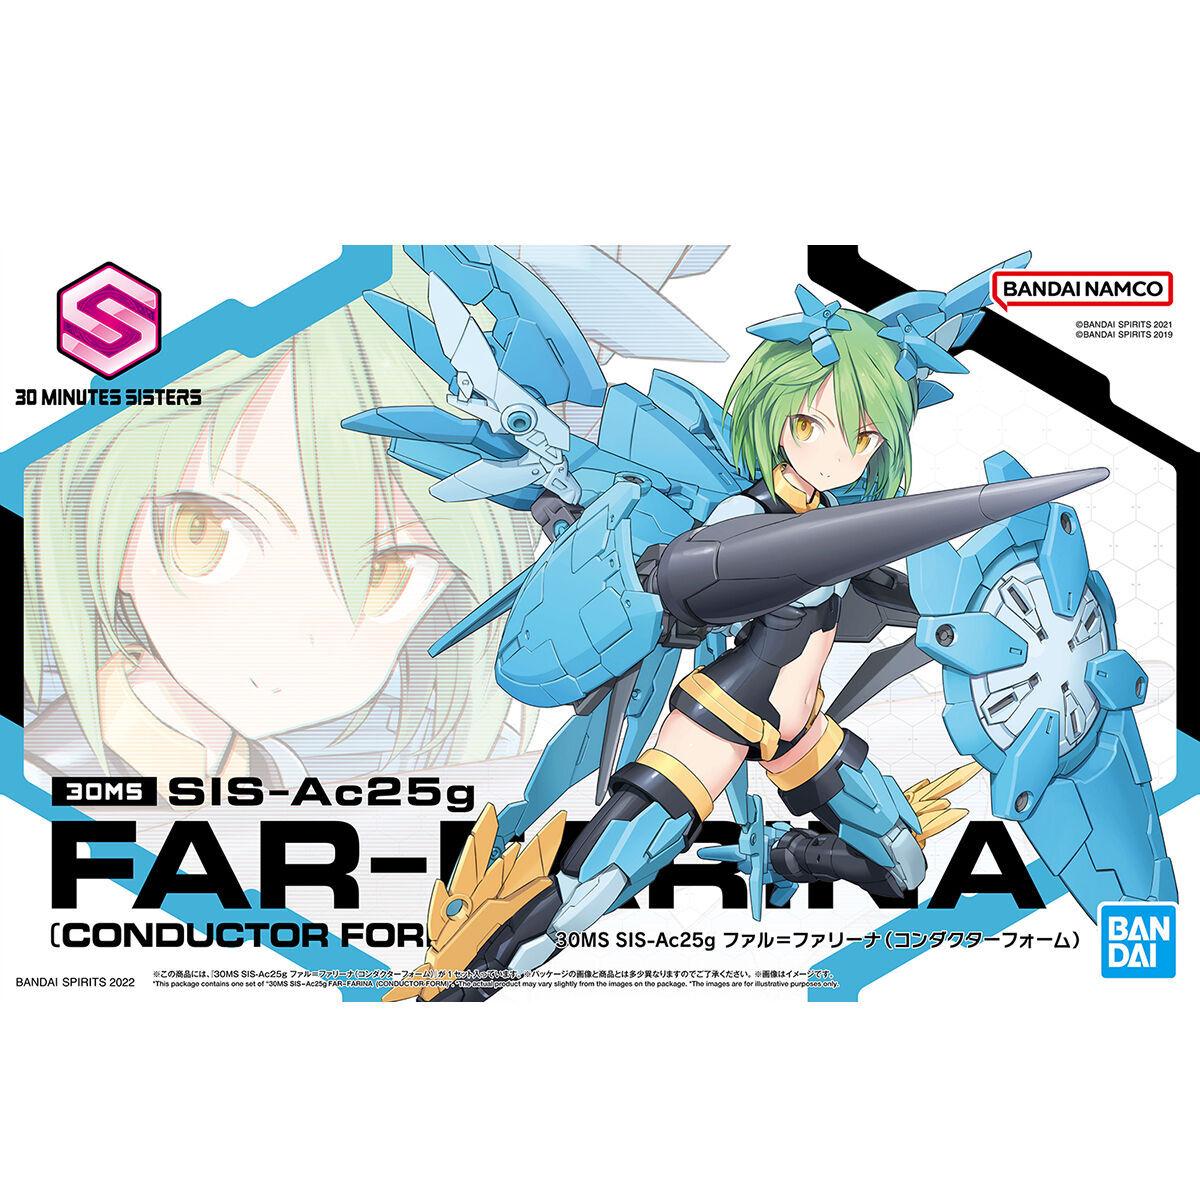 S
30 MINUTES SISTERS
BANDAI NAMCO
©BANDAI SPIRITS 2021
©BANDAI SPIRITS 2019
30MS SIS-Ac25g
FAR-FARINA
(CONDUCTOR FOR
30MS SIS-Ac25g ファル=ファリーナ(コンダクターフォーム)
BANDAI SPIRITS 2022
※この商品には、「30MS SIS-Ac25g ファル=ファリーナ(コンダクターフォーム)」が1セット入っています。※パッケージの画像と商品とは多少異なりますのでご了承ください。※画像はイメージです。
*This package contains one set of "30MS SIS-Ac25g FAR-FARINA (CONDUCTOR FORM)". *The actual product may vary slightly from the images on the package. *The images are for illustrative purposes only.
BAN
DAI